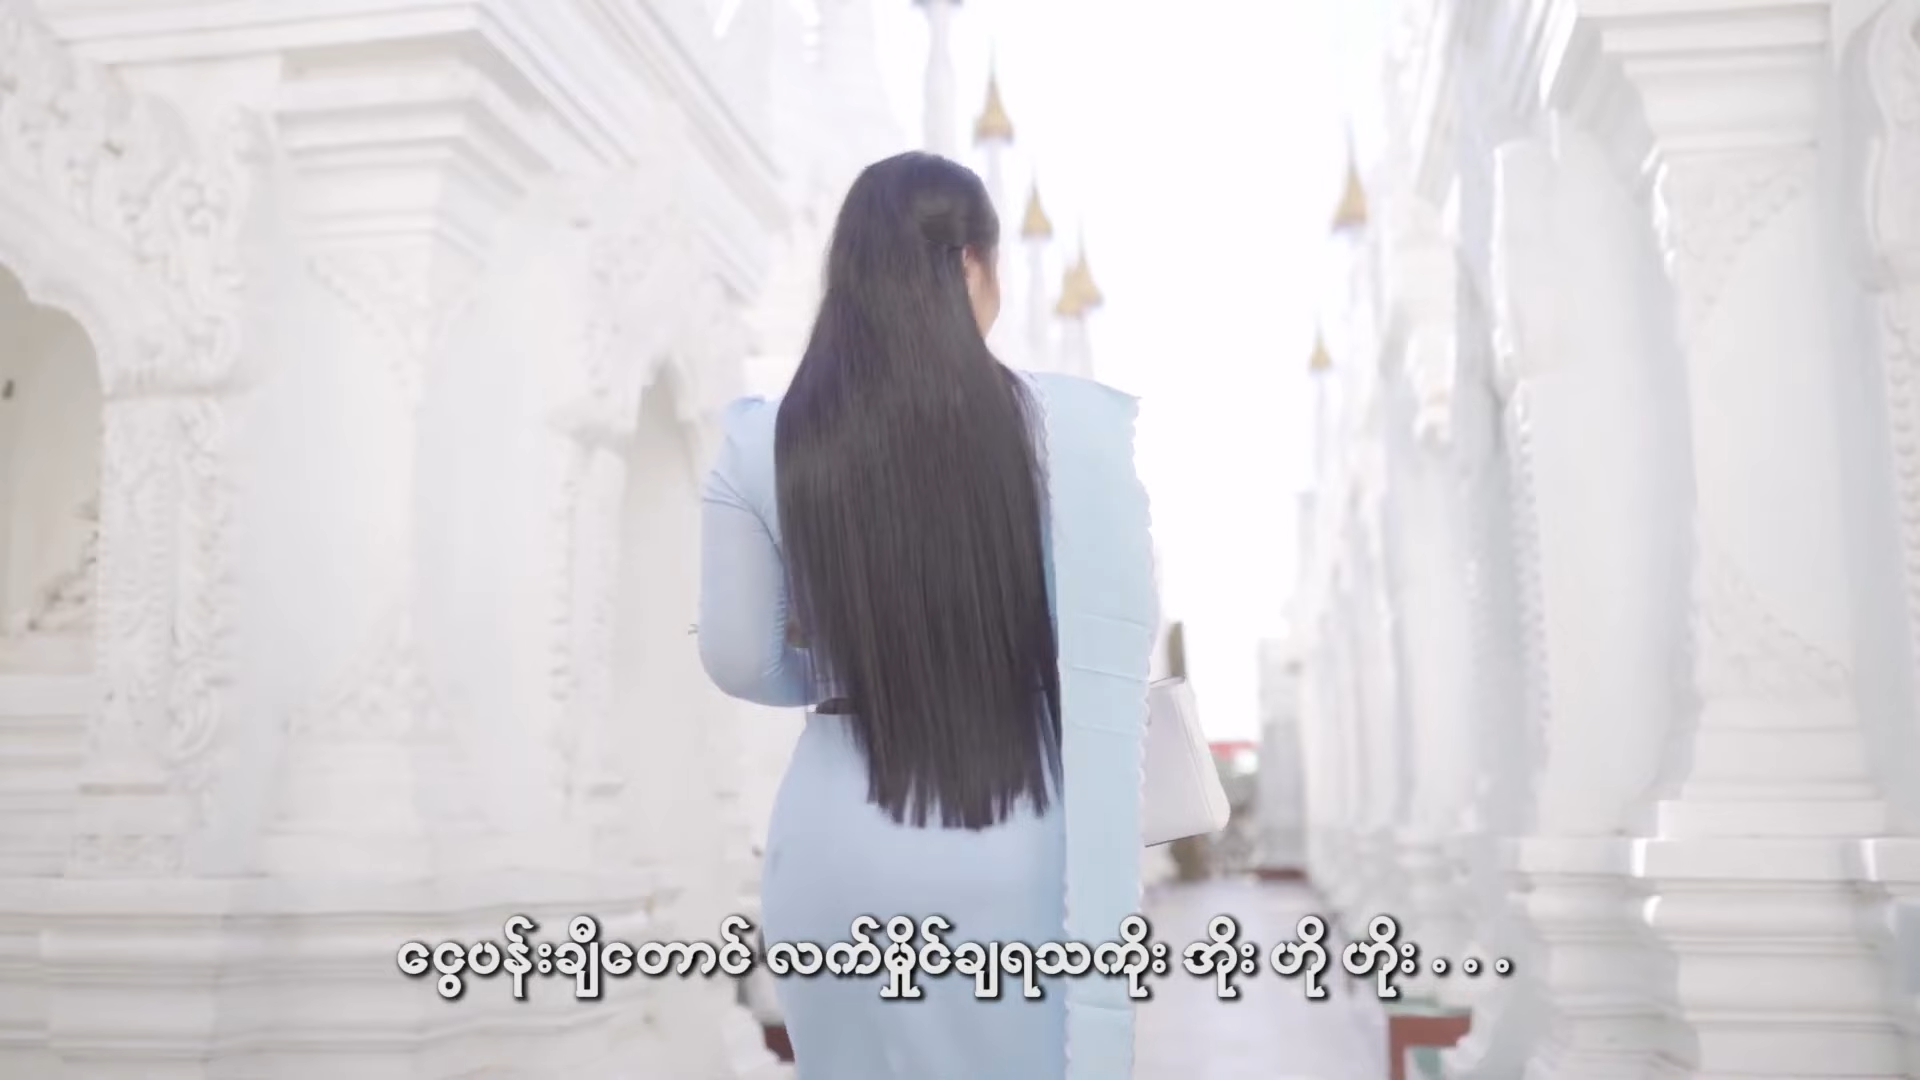 ငွေပန်းချီတောင် လက်မှိုင်ချရသကိုး အိုး ဟို ဟိုး . . .